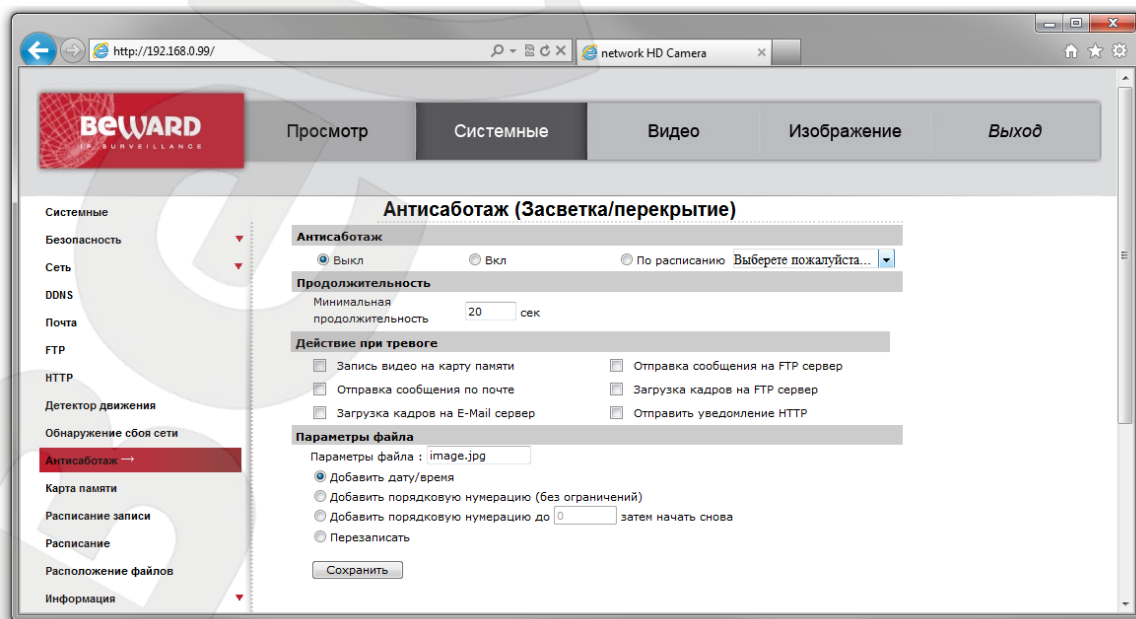 http://192.168.0.99/
network HD Camera
BEWARD
IP SURVEILLANCE
Просмотр
Системные
Видео
Изображение
Выход
Системные
Безопасность
Сеть
DDNS
Почта
FTP
HTTP
Детектор движения
Обнаружение сбоя сети
Антисаботаж →
Карта памяти
Расписание записи
Расписание
Расположение файлов
Информация
Антисаботаж (Засветка/перекрытие)
Антисаботаж
Выкл
Вкл
По расписанию
Выберете пожалуйста...
Продолжительность
Минимальная
продолжительность
20 сек
Действие при тревоге
Запись видео на карту памяти
Отправка сообщения на FTP сервер
Отправка сообщения по почте
Загрузка кадров на FTP сервер
Загрузка кадров на E-Mail сервер
Отправить уведомление HTTP
Параметры файла
Параметры файла : image.jpg
Добавить дату/время
Добавить порядковую нумерацию (без ограничений)
Добавить порядковую нумерацию до 0 затем начать снова
Перезаписать
Сохранить